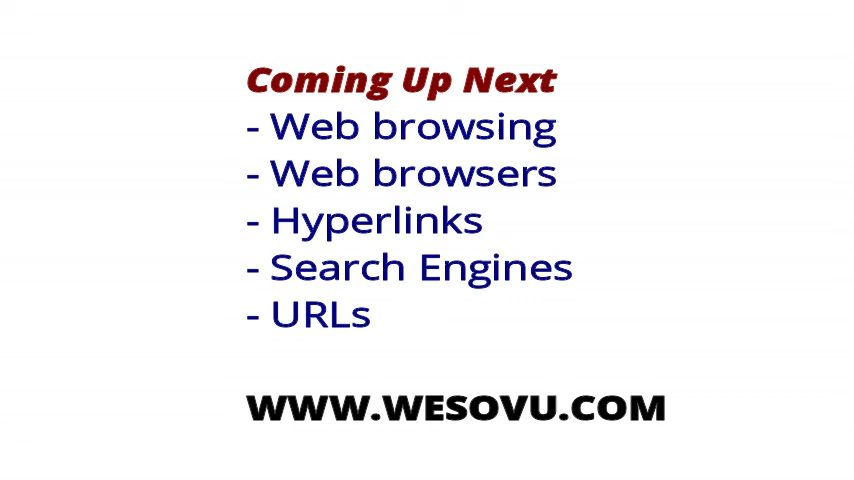 Coming Up Next
- Web browsing
- Web browsers
- Hyperlinks
- Search Engines
- URLs
WWW.WESOVU.COM